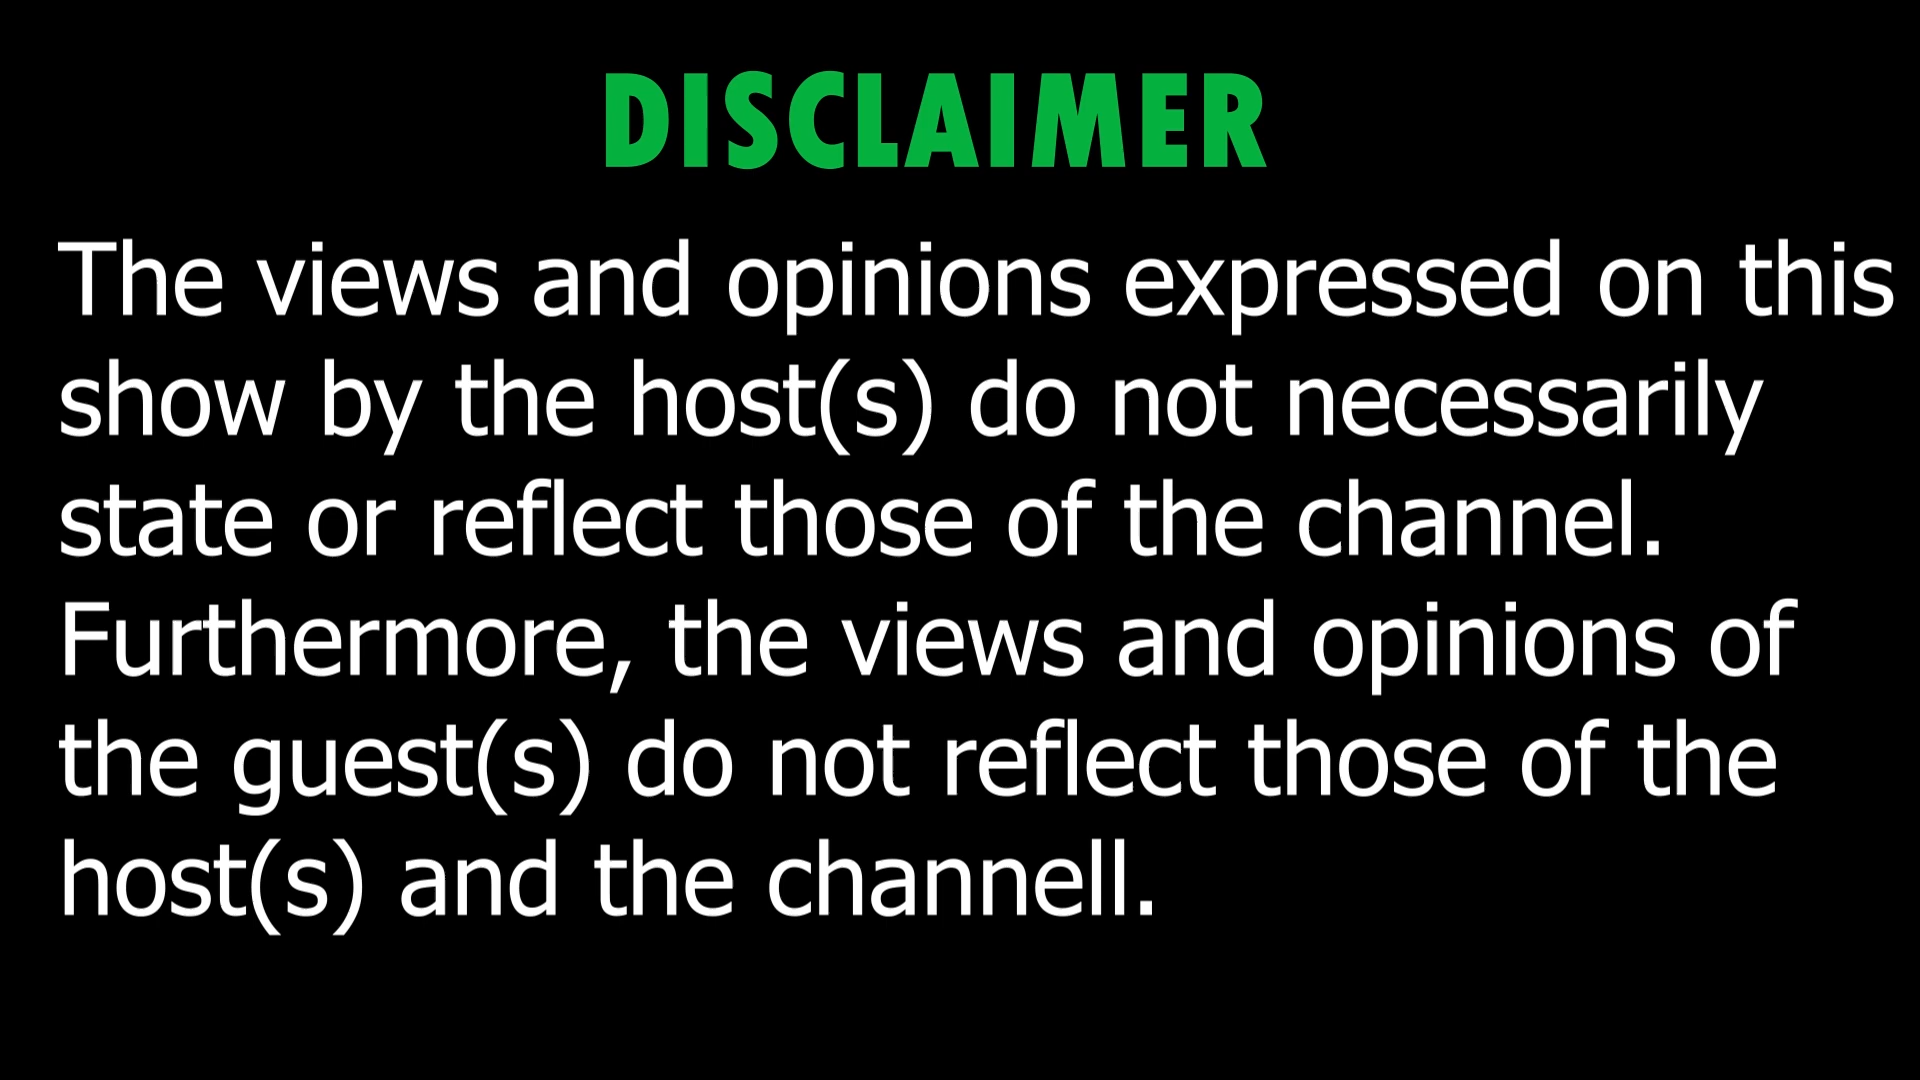 DISCLAIMER
The views and opinions expressed on this
show by the host(s) do not necessarily
state or reflect those of the channel.
Furthermore, the views and opinions of
the guest(s) do not reflect those of the
host(s) and the channell.